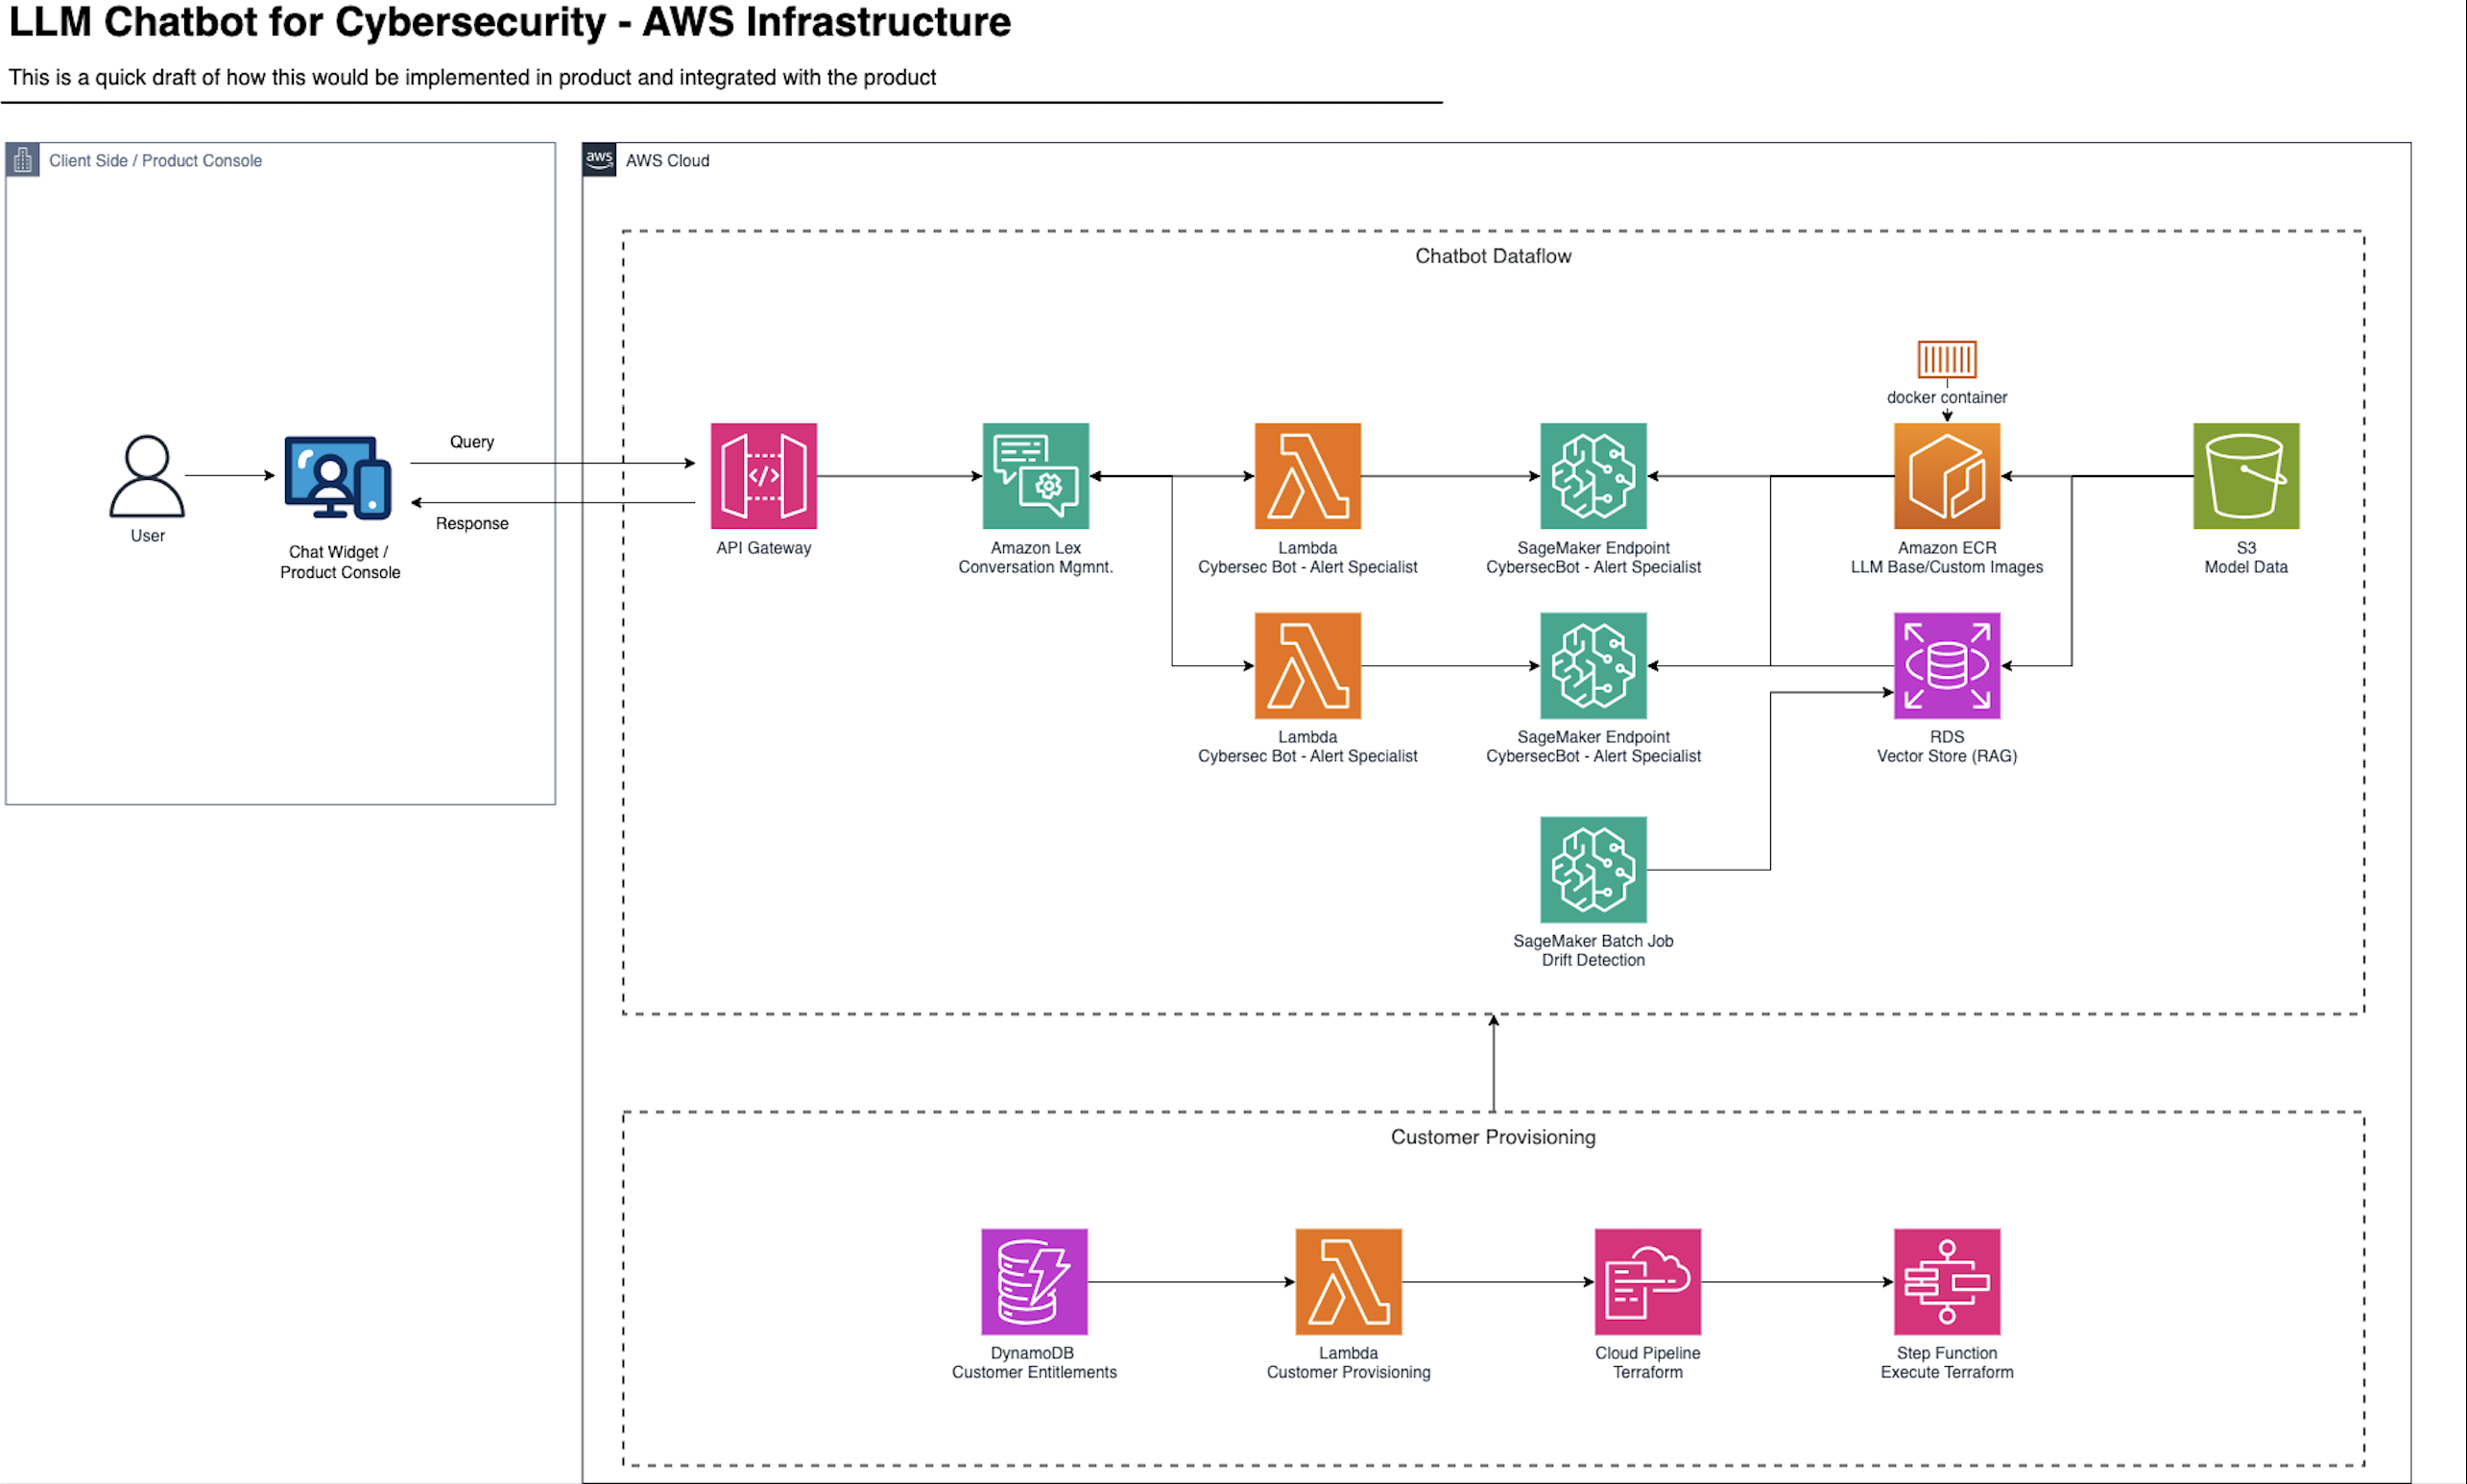 LLM Chatbot for Cybersecurity - AWS Infrastructure
This is a quick draft of how this would be implemented in product and integrated with the product
Client Side / Product Console
aws
AWS Cloud
Chatbot Dataflow
docker container
Query
Response
User
Chat Widget /
Product Console
</>
API Gateway
Amazon Lex
Conversation Mgmnt.
Lambda
Cybersec Bot - Alert Specialist
SageMaker Endpoint
CybersecBot - Alert Specialist
Amazon ECR
LLM Base/Custom Images
S3
Model Data
Lambda
Cybersec Bot - Alert Specialist
SageMaker Endpoint
CybersecBot - Alert Specialist
RDS
Vector Store (RAG)
SageMaker Batch Job
Drift Detection
Customer Provisioning
DynamoDB
Customer Entitlements
Lambda
Customer Provisioning
Cloud Pipeline
Terraform
Step Function
Execute Terraform